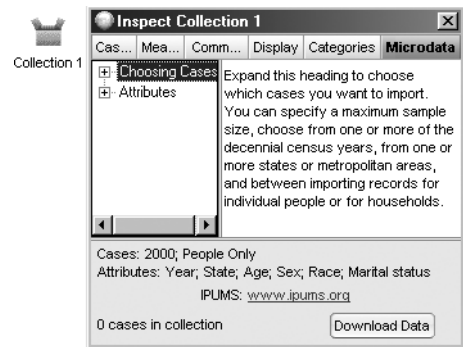 Collection 1
Inspect Collection 1
Cas... Mea... Comm... Display Categories Microdata
Choosing Cases
Attributes
Expand this heading to choose
which cases you want to import.
You can specify a maximum sample
size, choose from one or more of the
decennial census years, from one or
more states or metropolitan areas,
and between importing records for
individual people or for households.
Cases: 2000; People Only
Attributes: Year; State; Age; Sex; Race; Marital status
IPUMS: www.ipums.org
0 cases in collection
Download Data